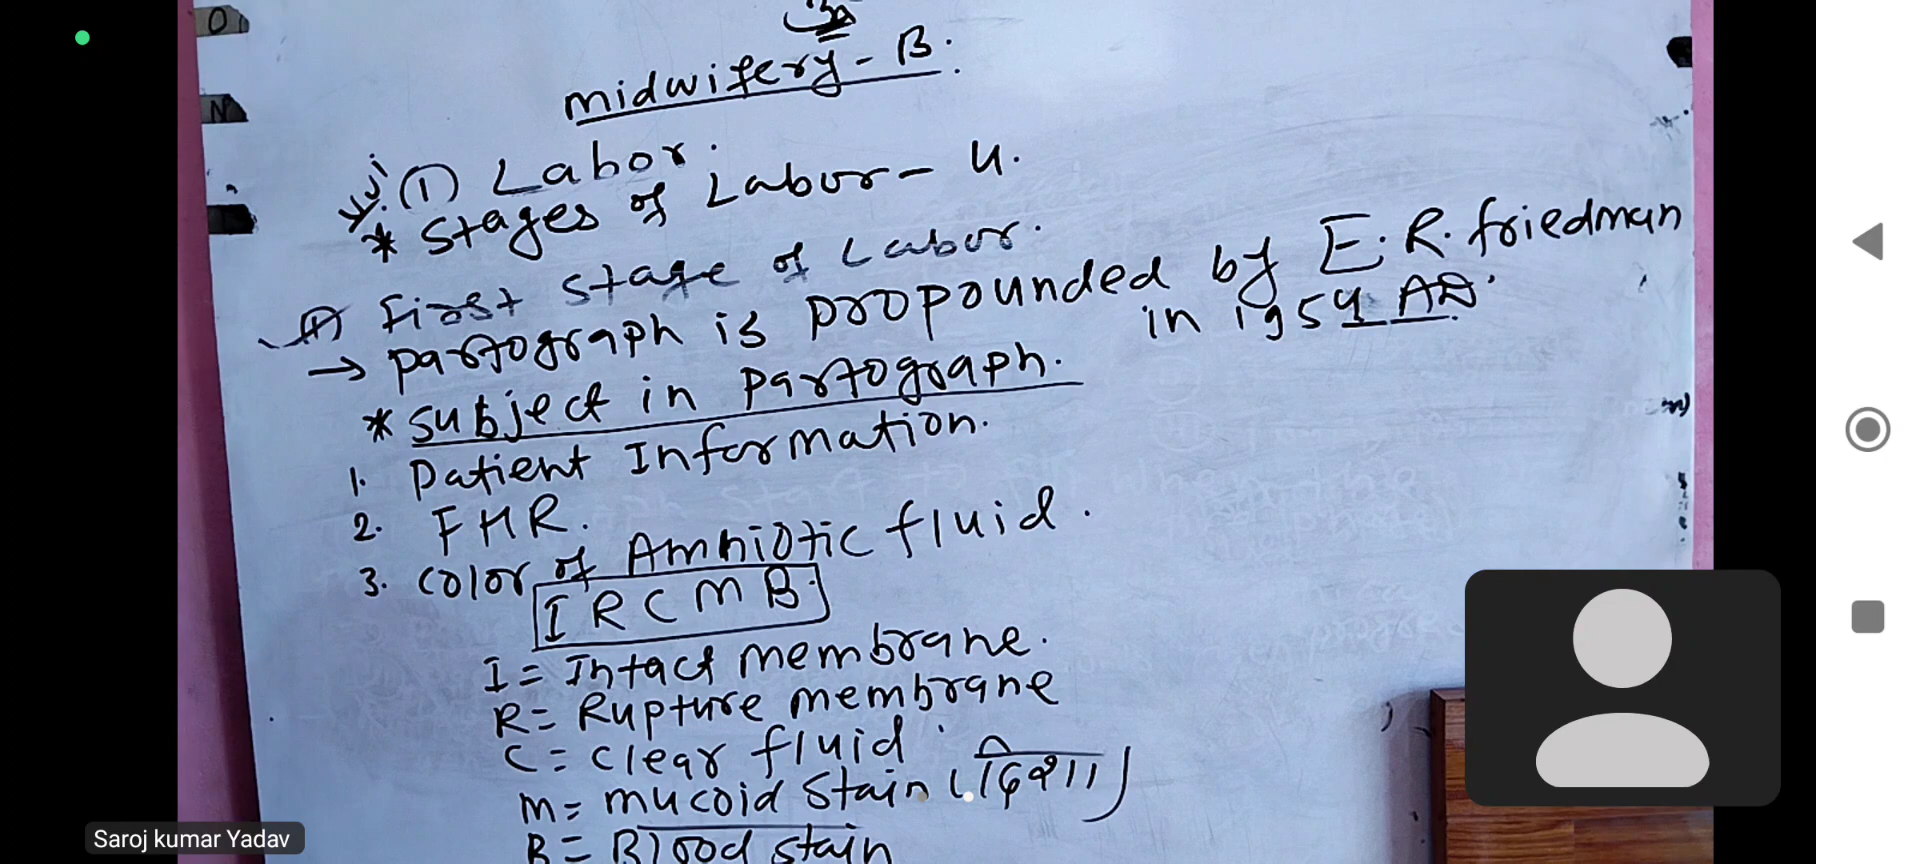 midwifery - B.
① Labor.
* Stages of Labor - 4.
First stage of Labor.
→ partograph is propounded by E.R. friedman
in 1954 AD.
* Subject in Partograph.
1. Patient Information.
2. FHR.
3. Color of Amniotic fluid.
I R C M B.
I = Intact membrane.
R = Rupture membrane
C = Clear fluid.
M = mucoid Stain (दिशा)
B = Blood stain
Saroj kumar Yadav
O
N